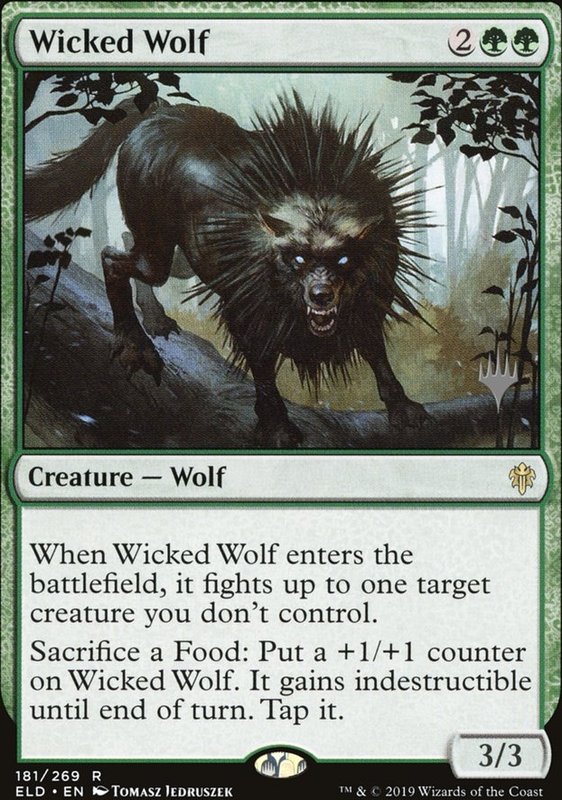 Wicked Wolf 2
Creature — Wolf
When Wicked Wolf enters the
battlefield, it fights up to one target
creature you don't control.
Sacrifice a Food: Put a +1/+1 counter
on Wicked Wolf. It gains indestructible
until end of turn. Tap it.
3/3
181/269 R
ELD • EN Tomasz Jedruszek
™ & © 2019 Wizards of the Coast